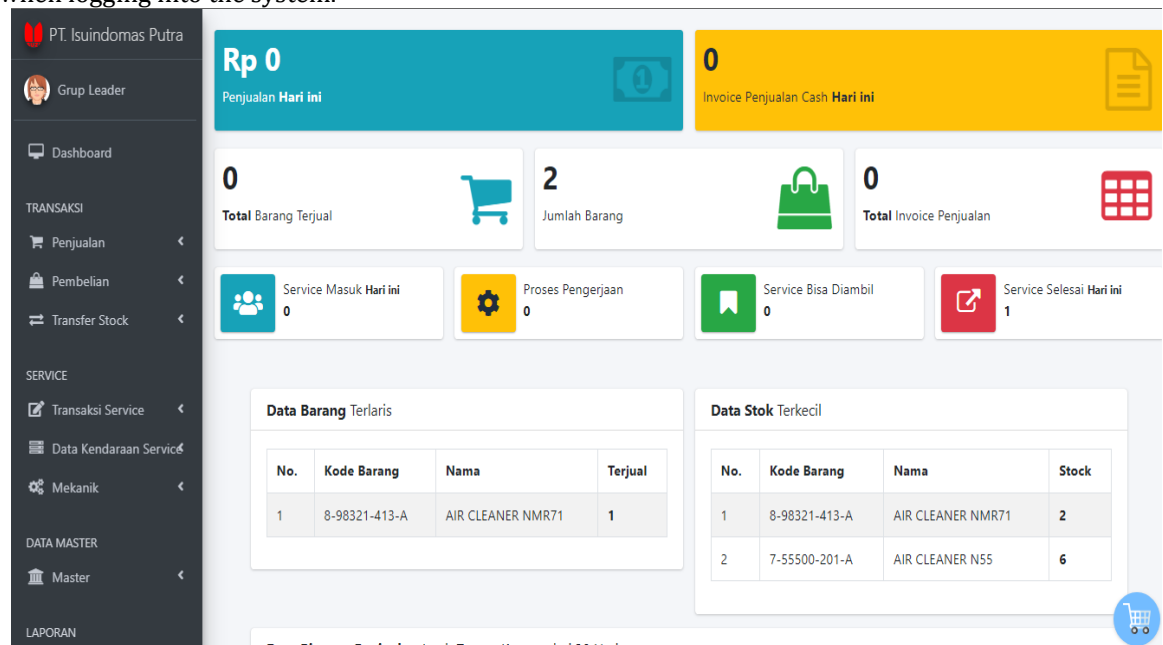 when logging into the system.
PT. Isuindomas Putra
Grup Leader
Dashboard
TRANSAKSI
Penjualan
Pembelian
Transfer Stock
SERVICE
Transaksi Service
Data Kendaraan Service
Mekanik
DATA MASTER
Master
LAPORAN
Rp 0
Penjualan Hari ini
0
Invoice Penjualan Cash Hari ini
0
Total Barang Terjual
2
Jumlah Barang
0
Total Invoice Penjualan
Service Masuk Hari ini
0
Proses Pengerjaan
0
Service Bisa Diambil
0
Service Selesai Hari ini
1
Data Barang Terlaris
No. Kode Barang Nama Terjual
1 8-98321-413-A AIR CLEANER NMR71 1
Data Stok Terkecil
No. Kode Barang Nama Stock
1 8-98321-413-A AIR CLEANER NMR71 2
2 7-55500-201-A AIR CLEANER N55 6